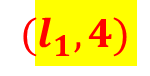 (l₁, 4)